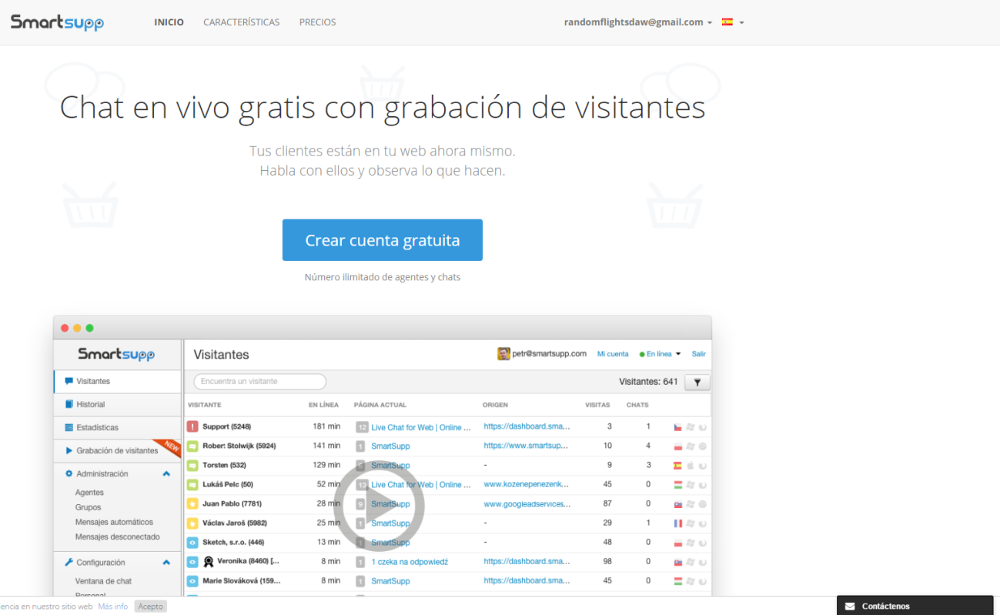 Smartsupp INICIO CARACTERÍSTICAS PRECIOS randomflightsdaw@gmail.com
Chat en vivo gratis con grabación de visitantes
Tus clientes están en tu web ahora mismo.
Habla con ellos y observa lo que hacen.
Crear cuenta gratuita
Número ilimitado de agentes y chats
Smartsupp
Visitantes
Historial
Estadísticas
Grabación de visitantes NEW
Administración
Agentes
Grupos
Mensajes automáticos
Mensajes desconectado
Configuración
Ventana de chat
Personal
Visitantes petr@smartsupp.com Mi cuenta En línea Salir
Encuentra un visitante Visitantes: 641
VISITANTE EN LÍNEA PÁGINA ACTUAL ORIGEN VISITAS CHATS
Support (5248) 181 min 12 Live Chat for Web | Online ... https://dashboard.sma... 3 1
Robert Stolwijk (5924) 141 min 1 SmartSupp https://www.smartsup... 10 4
Torsten (532) 129 min 5 SmartSupp - 9 3
Lukáš Pelc (50) 52 min 13 Live Chat for Web | Online ... www.kozenepenezenk... 45 0
Juan Pablo (7781) 28 min 9 SmartSupp www.googleadservices... 87 0
Václav Jaroš (5982) 25 min 1 SmartSupp - 29 1
Sketch, s.r.o. (446) 13 min 1 SmartSupp - 48 0
Veronika (8460) [... 8 min 1 1 czeka na odpowiedź https://dashboard.sma... 98 0
Marie Slováková (159... 8 min 1 SmartSupp https://dashboard.sma... 45 0
encia en nuestro sitio web Más info Acepto
Contáctenos